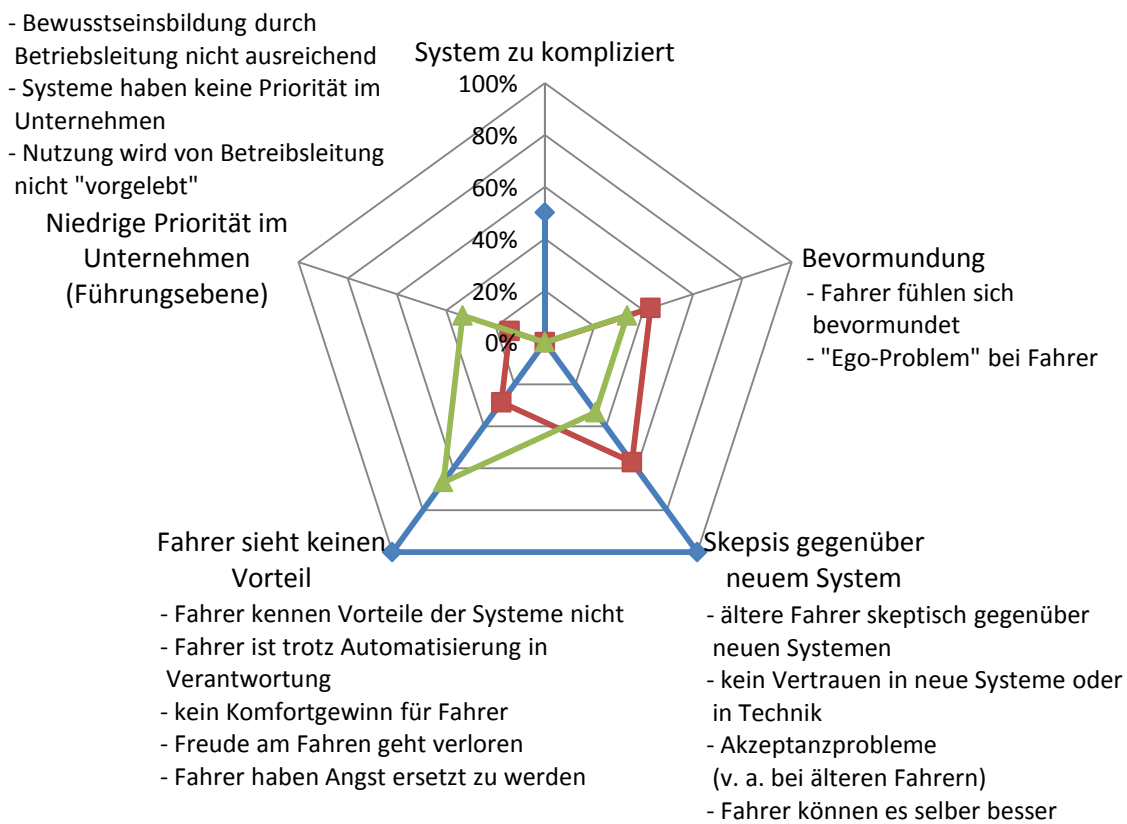 - Bewusstseinsbildung durch
Betriebsleitung nicht ausreichend
- Systeme haben keine Priorität im
Unternehmen
- Nutzung wird von Betreibsleitung
nicht "vorgelebt"
Niedrige Priorität im
Unternehmen
(Führungsebene)
System zu kompliziert
100%
80%
60%
40%
20%
0%
Bevormundung
- Fahrer fühlen sich
bevormundet
- "Ego-Problem" bei Fahrer
Fahrer sieht keinen
Vorteil
- Fahrer kennen Vorteile der Systeme nicht
- Fahrer ist trotz Automatisierung in
Verantwortung
- kein Komfortgewinn für Fahrer
- Freude am Fahren geht verloren
- Fahrer haben Angst ersetzt zu werden
Skepsis gegenüber
neuem System
- ältere Fahrer skeptisch gegenüber
neuen Systemen
- kein Vertrauen in neue Systeme oder
in Technik
- Akzeptanzprobleme
(v. a. bei älteren Fahrern)
- Fahrer können es selber besser